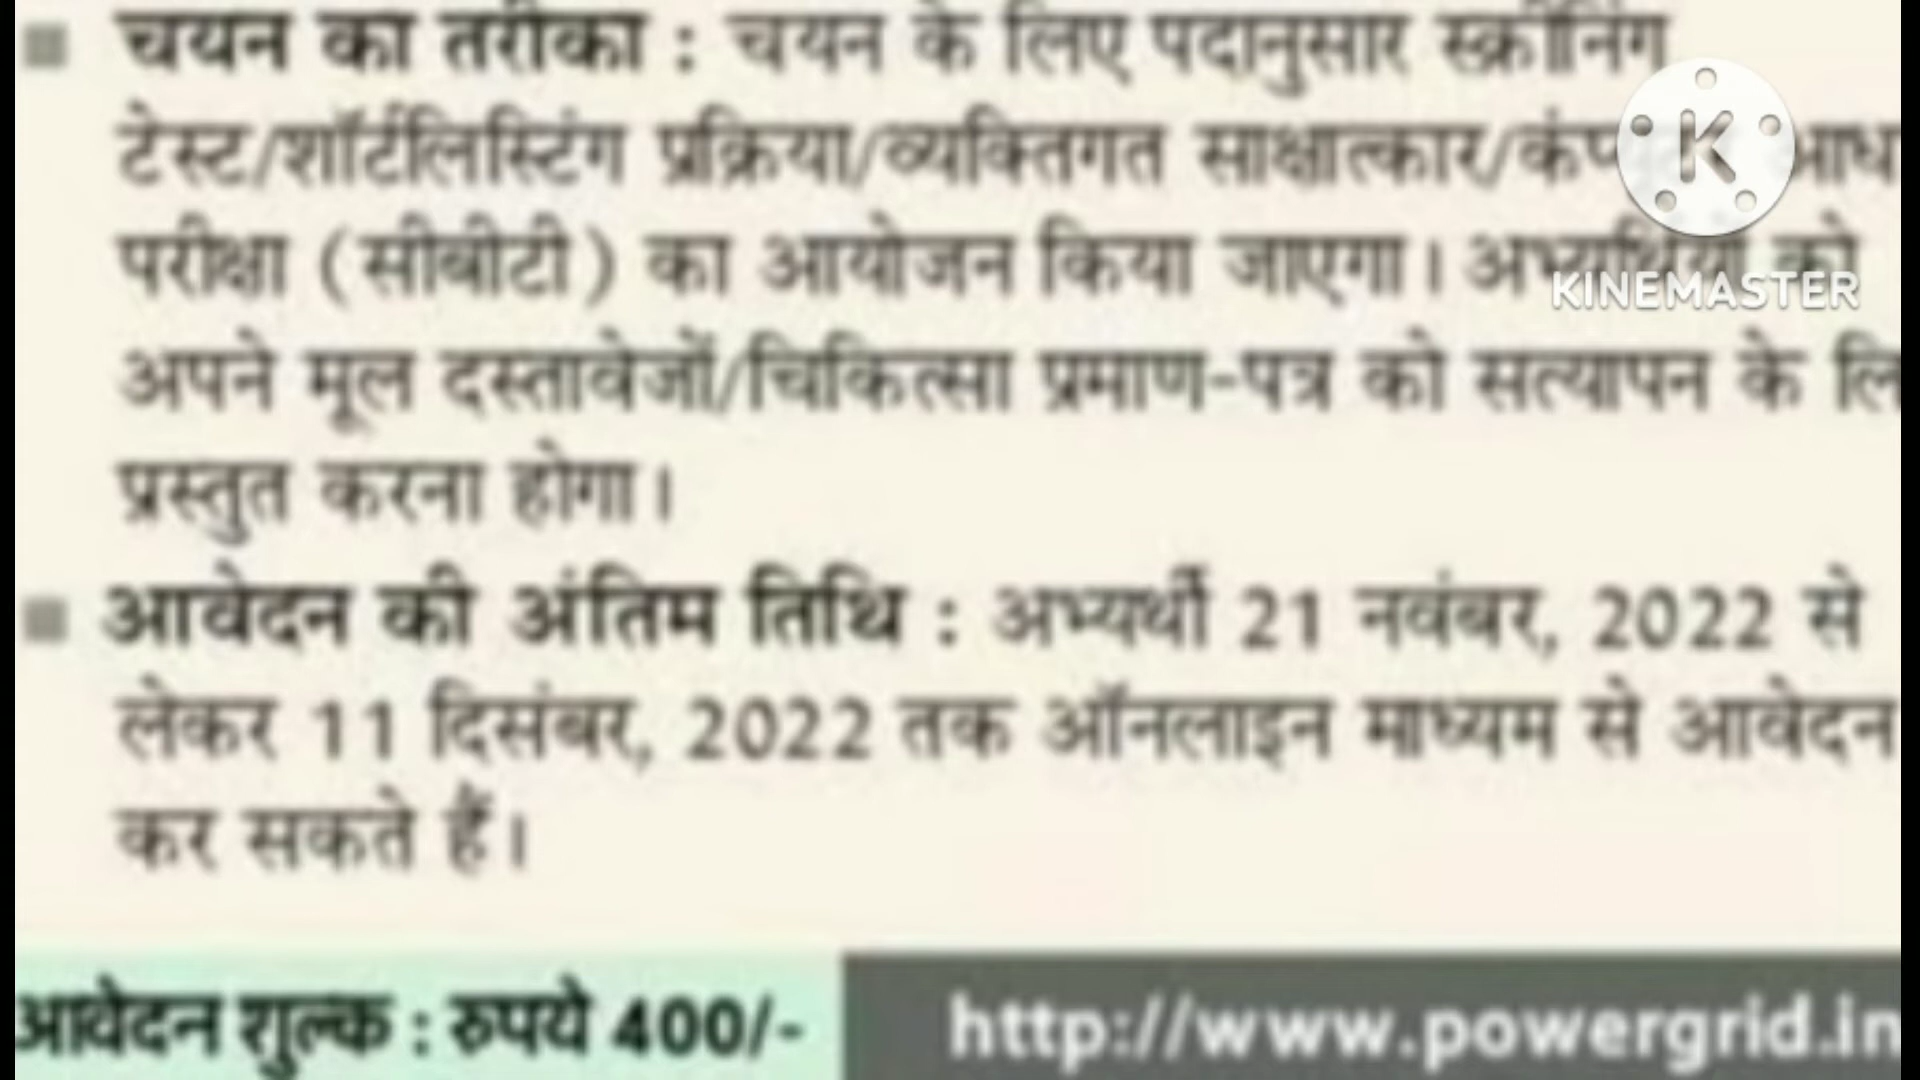 चयन का तरीका : चयन के लिए पदानुसार स्क्रीनिंग
टेस्ट/शॉर्टलिस्टिंग प्रक्रिया/व्यक्तिगत साक्षात्कार/
परीक्षा (सीबीटी) का आयोजन किया जाएगा। अभ्यर्थियों को
अपने मूल दस्तावेजों/चिकित्सा प्रमाण-पत्र को सत्यापन के
प्रस्तुत करना होगा।
आवेदन की अंतिम तिथि : अभ्यर्थी 21 नवंबर, 2022 से
लेकर 11 दिसंबर, 2022 तक ऑनलाइन माध्यम से आवेदन
कर सकते हैं।
आवेदन शुल्क : रुपये 400/-
http://www.powergrid.in
K
KINEMASTER